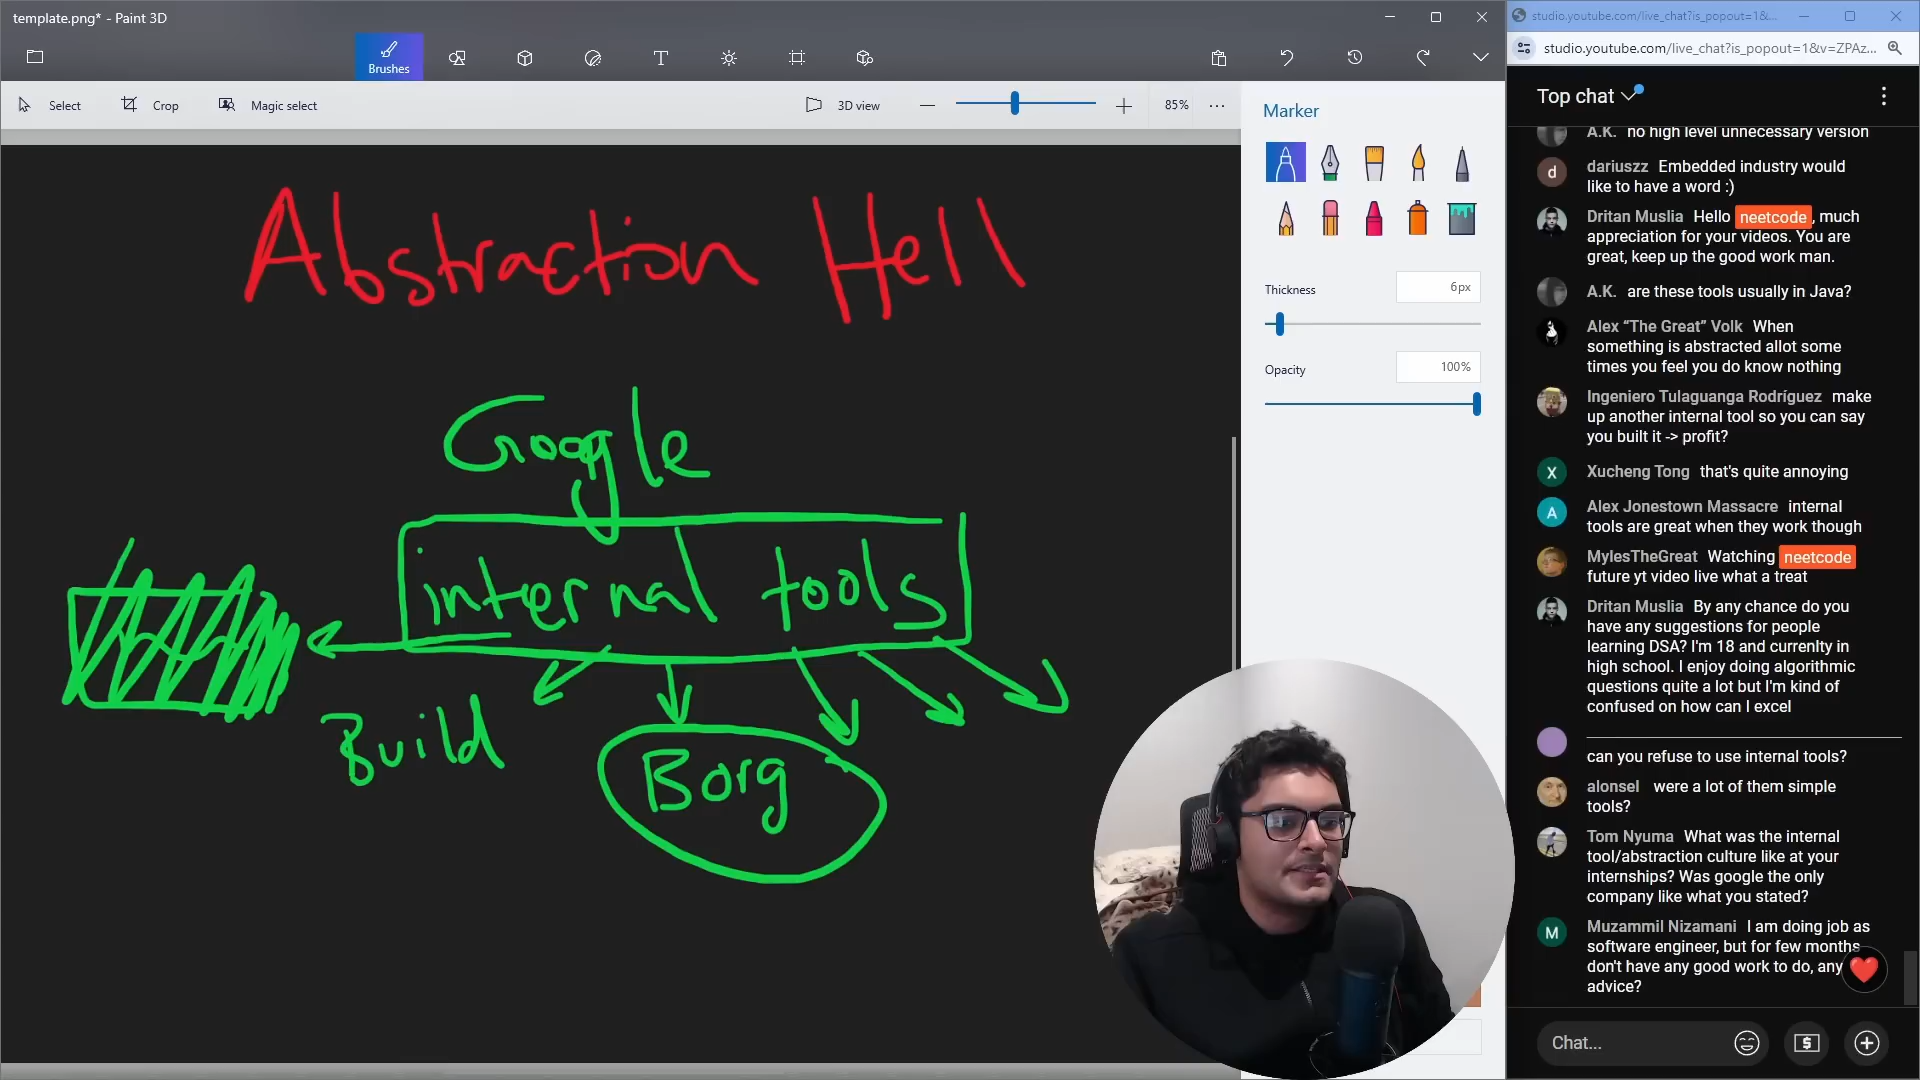 template.png* - Paint 3D
Brushes
Select
Crop
Magic select
3D view
85%
Marker
Thickness
6px
Opacity
100%
Abstraction Hell
Google
internal tools
Build
Borg
studio.youtube.com/live_chat?is_popout=1&...
studio.youtube.com/live_chat?is_popout=1&v=ZPAz...
Top chat
A.K. no high level unnecessary version
dariuszz Embedded industry would
like to have a word :)
Dritan Muslia Hello neetcode, much
appreciation for your videos. You are
great, keep up the good work man.
A.K. are these tools usually in Java?
Alex “The Great” Volk When
something is abstracted allot some
times you feel you do know nothing
Ingeniero Tulaguanga Rodríguez make
up another internal tool so you can say
you built it -> profit?
X
Xucheng Tong that's quite annoying
A
Alex Jonestown Massacre internal
tools are great when they work though
MylesTheGreat Watching neetcode
future yt video live what a treat
Dritan Muslia By any chance do you
have any suggestions for people
learning DSA? I'm 18 and currenlty in
high school. I enjoy doing algorithmic
questions quite a lot but I'm kind of
confused on how can I excel
can you refuse to use internal tools?
alonsel were a lot of them simple
tools?
Tom Nyuma What was the internal
tool/abstraction culture like at your
internships? Was google the only
company like what you stated?
M
Muzammil Nizamani I am doing job as
software engineer, but for few months
don't have any good work to do, any
advice?
Chat...
d